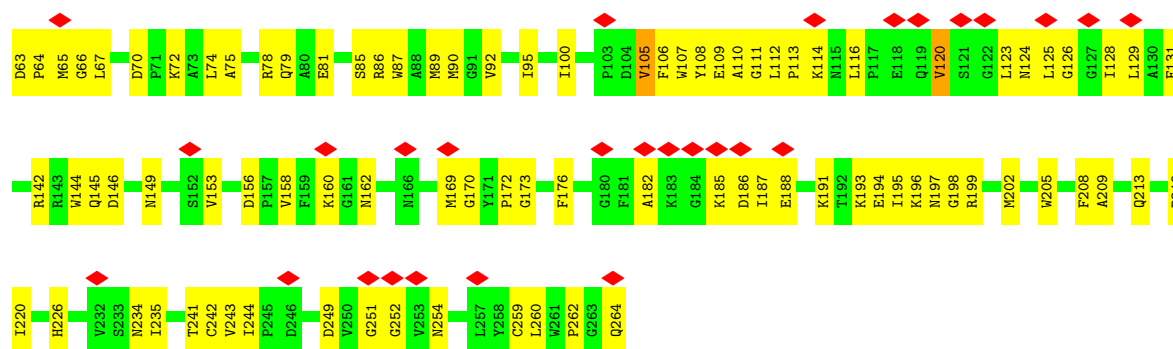 D63 P64 M65 G66 L67 D70 P71 K72 A73 L74 A75 R78 Q79 A80 E81 S85 R86 W87 A88 M89 M90 G91 V92 I95 I100 P103 D104 V105 F106 W107 Y108 E109 A110 G111 L112 P113 K114 N115 L116 P117 E118 Q119 V120 S121 G122 L123 N124 L125 G126 G127 I128 L129 A130
R142 R143 W144 Q145 D146 N149 S152 V153 D156 P157 V158 F159 K160 G161 N162 N166 M169 G170 Y171 P172 G173 F176 G180 F181 A182 K183 G184 K185 D186 I187 E188 K191 T192 K193 E194 I195 K196 N197 G198 R199 M202 W205 F208 A209 Q213
I220 H226 V232 S233 N234 I235 T241 C242 V243 I244 P245 D246 D249 V250 G251 G252 V253 N254 L257 Y258 C259 L260 W261 P262 G263 Q264